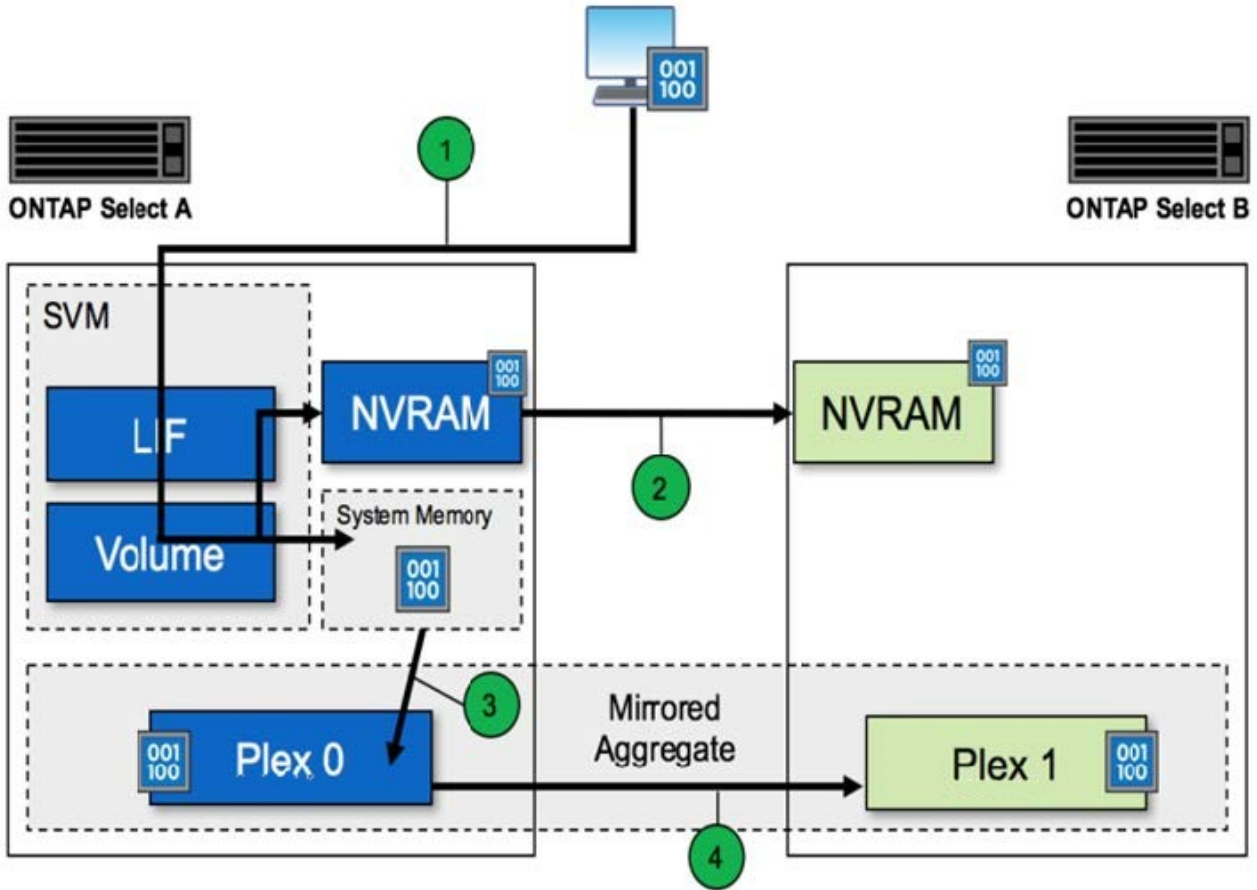 001
100
1
ONTAP Select A
ONTAP Select B
SVM
LIF
NVRAM
001
100
NVRAM
001
100
2
Volume
System Memory
001
100
3
Mirrored
Aggregate
001
100
Plex 0
Plex 1
001
100
4